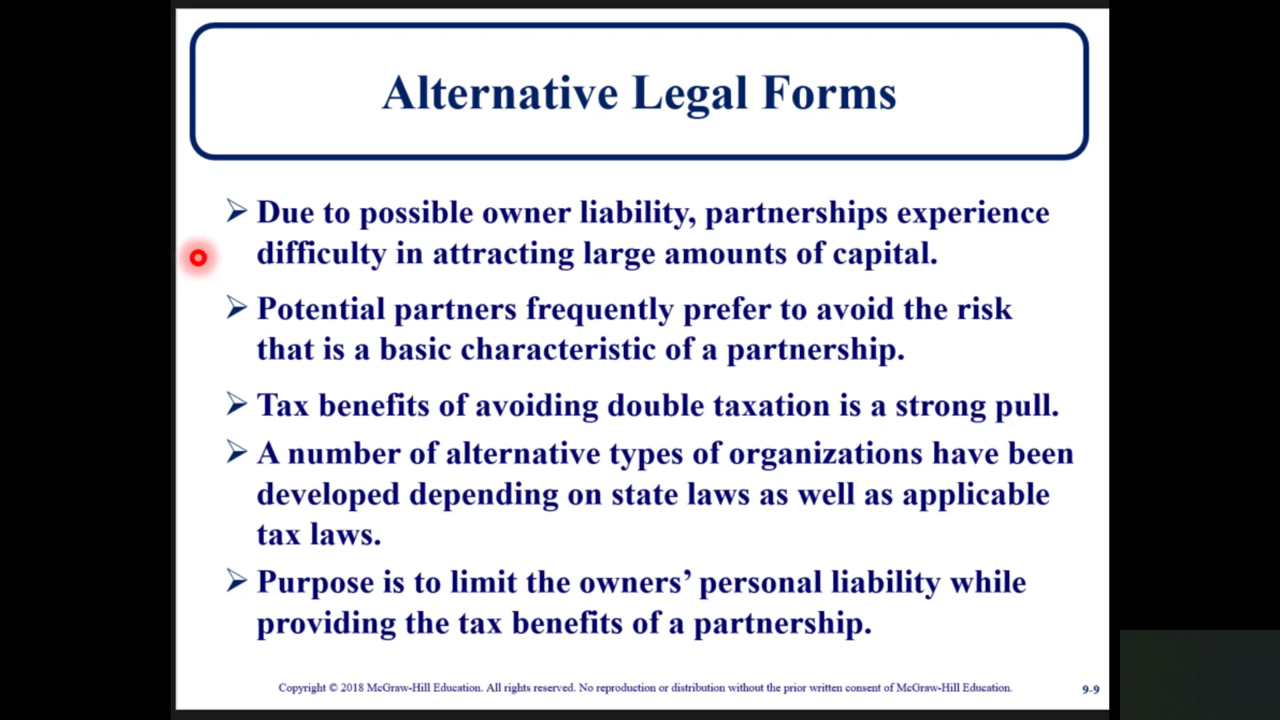 Alternative Legal Forms
Due to possible owner liability, partnerships experience
difficulty in attracting large amounts of capital.
Potential partners frequently prefer to avoid the risk
that is a basic characteristic of a partnership.
Tax benefits of avoiding double taxation is a strong pull.
A number of alternative types of organizations have been
developed depending on state laws as well as applicable
tax laws.
Purpose is to limit the owners’ personal liability while
providing the tax benefits of a partnership.
Copyright © 2018 McGraw-Hill Education. All rights reserved. No reproduction or distribution without the prior written consent of McGraw-Hill Education.
9-9